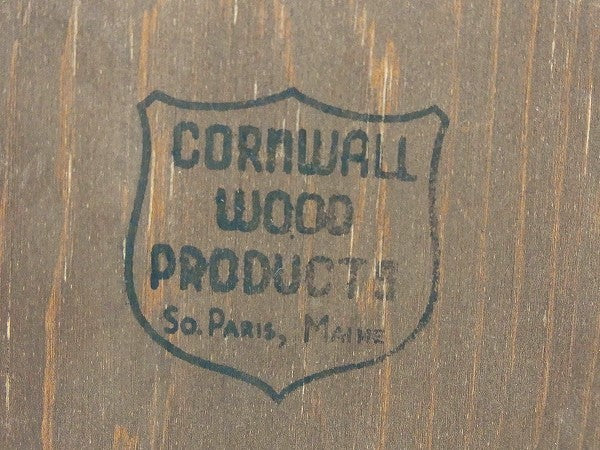 CORNWALL
WOOD
PRODUCTS
So. PARIS, MAINE